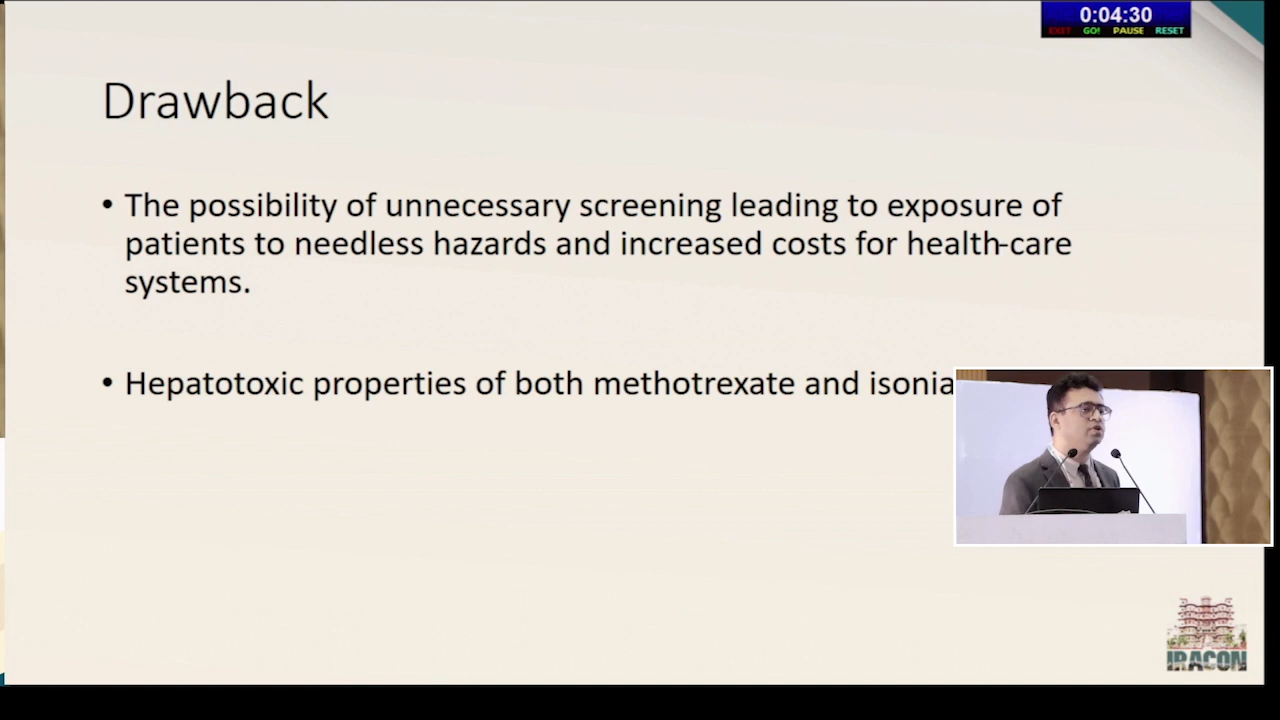 0:04:30
EXIT GO! PAUSE RESET
Drawback
• The possibility of unnecessary screening leading to exposure of
patients to needless hazards and increased costs for health-care
systems.
• Hepatotoxic properties of both methotrexate and
IRACON